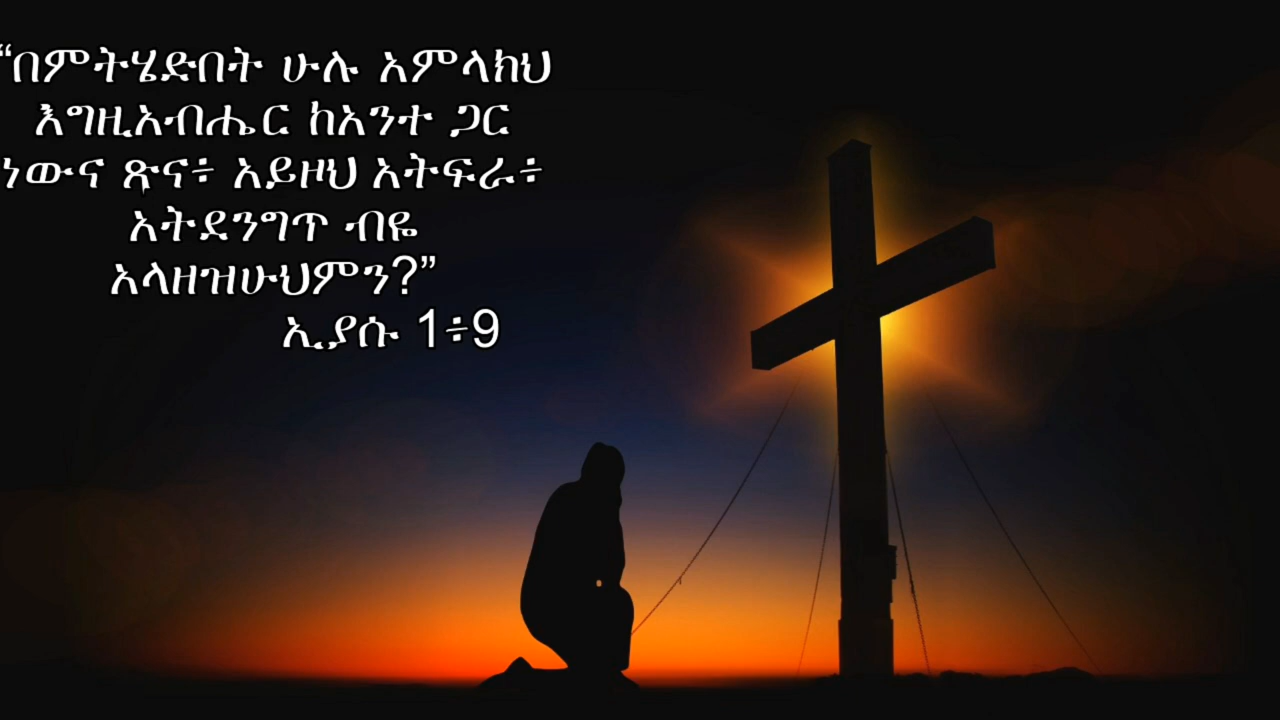 “በምትሄድበት ሁሉ አምላክህ
እግዚአብሔር ከአንተ ጋር
ነውና ጽና፥ አይዞህ አትፍራ፥
አትደንግጥ ብዬ
አላዘዝሁህምን?”
ኢያሱ 1፥9